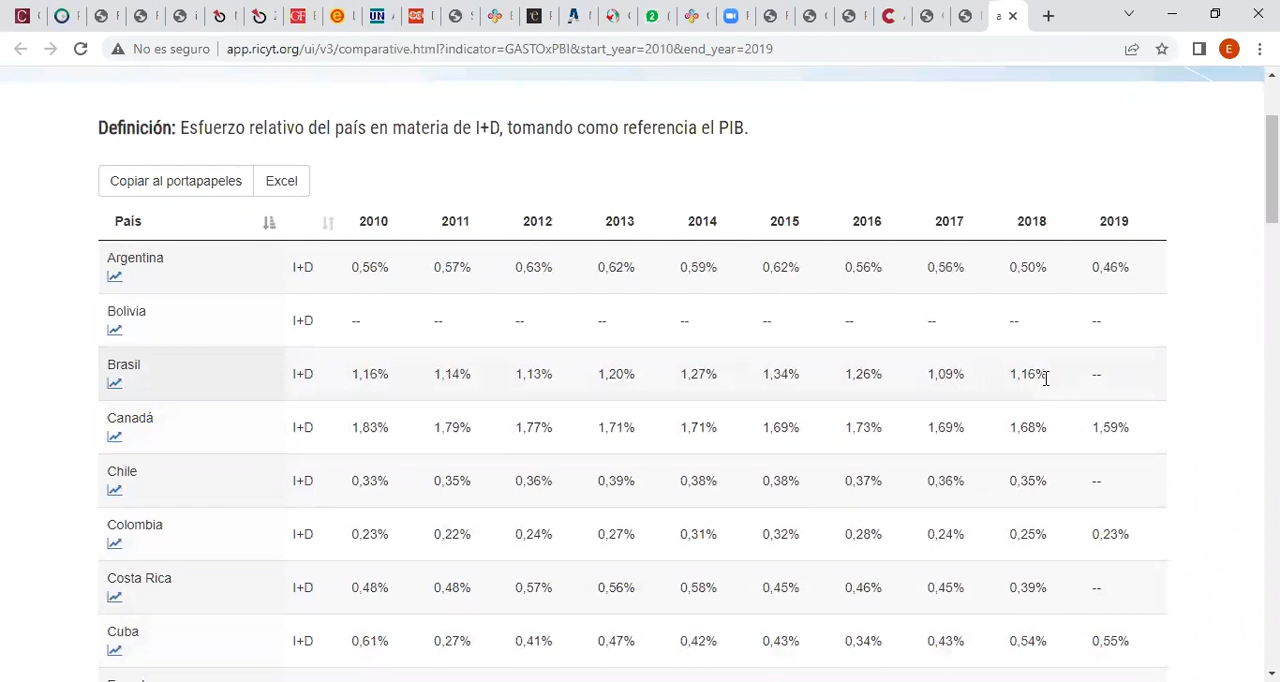 No es seguro app.ricyt.org/ui/v3/comparative.html?indicator=GASTOxPBI&start_year=2010&end_year=2019
Definición: Esfuerzo relativo del país en materia de I+D, tomando como referencia el PIB.
Copiar al portapapeles Excel
País 2010 2011 2012 2013 2014 2015 2016 2017 2018 2019
Argentina I+D 0,56% 0,57% 0,63% 0,62% 0,59% 0,62% 0,56% 0,56% 0,50% 0,46%
Bolivia I+D -- -- -- -- -- -- -- -- -- --
Brasil I+D 1,16% 1,14% 1,13% 1,20% 1,27% 1,34% 1,26% 1,09% 1,16% --
Canadá I+D 1,83% 1,79% 1,77% 1,71% 1,71% 1,69% 1,73% 1,69% 1,68% 1,59%
Chile I+D 0,33% 0,35% 0,36% 0,39% 0,38% 0,38% 0,37% 0,36% 0,35% --
Colombia I+D 0,23% 0,22% 0,24% 0,27% 0,31% 0,32% 0,28% 0,24% 0,25% 0,23%
Costa Rica I+D 0,48% 0,48% 0,57% 0,56% 0,58% 0,45% 0,46% 0,45% 0,39% --
Cuba I+D 0,61% 0,27% 0,41% 0,47% 0,42% 0,43% 0,34% 0,43% 0,54% 0,55%